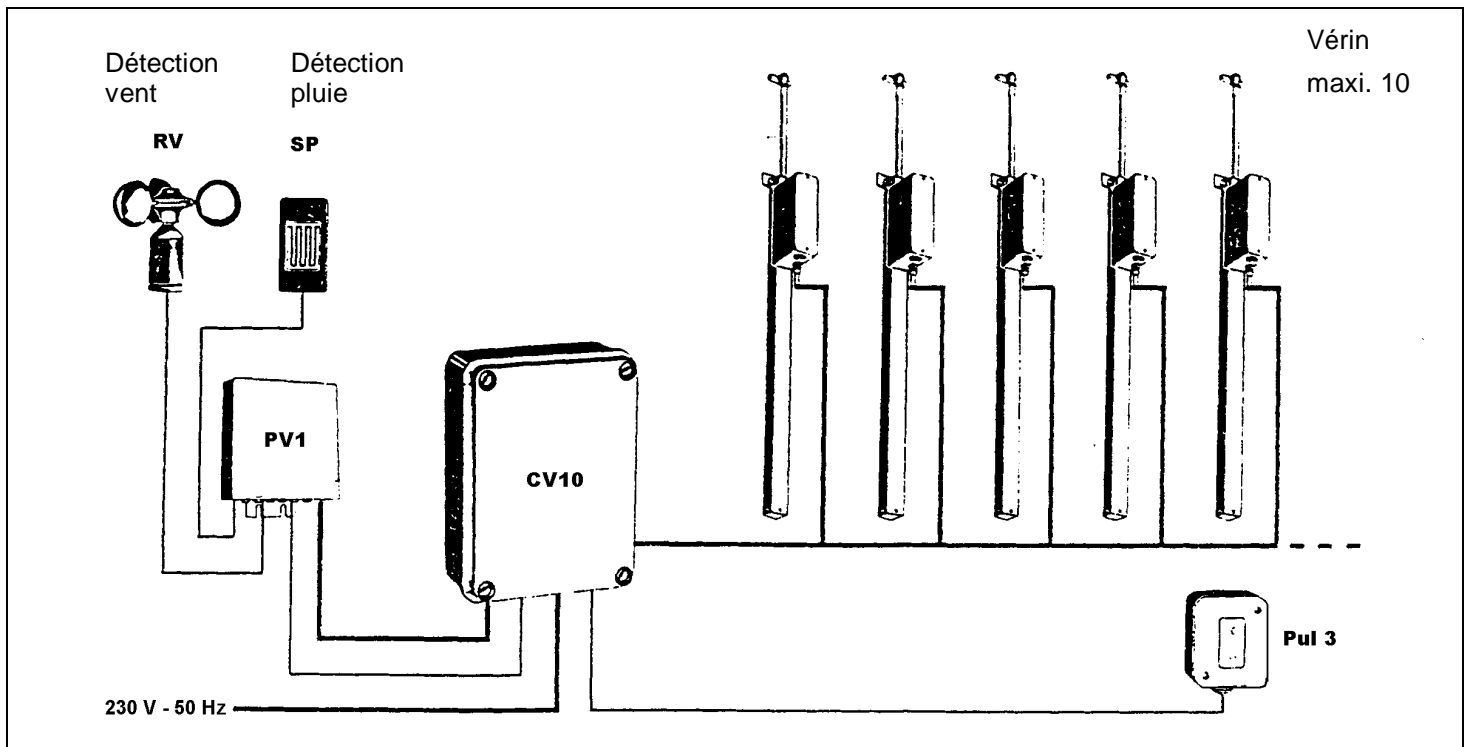 Détection
vent
Détection
pluie
Vérin
maxi. 10
RV
SP
PV1
CV10
Pul 3
230 V - 50 Hz